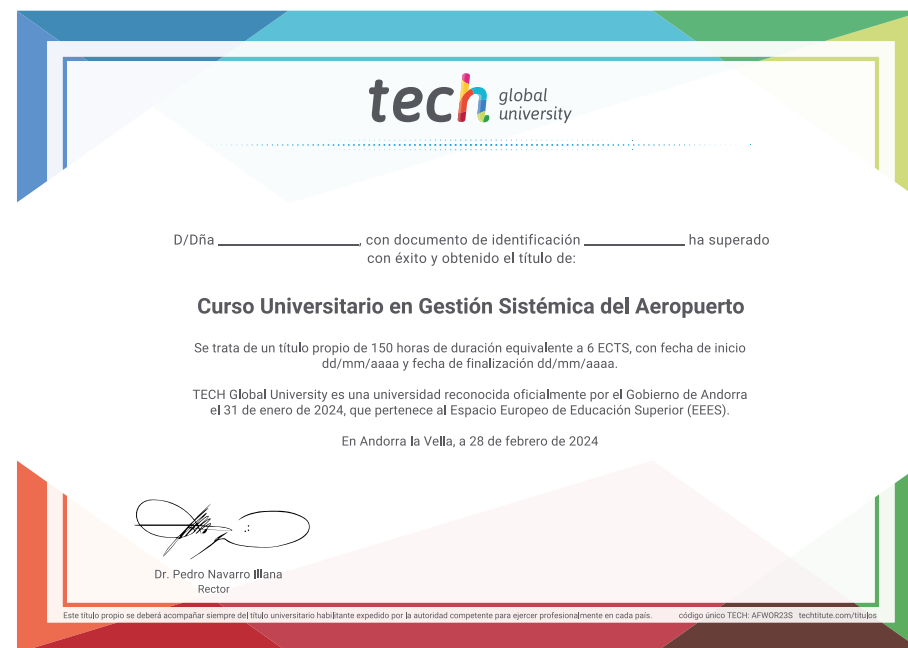 tech global
university
D/Dña ______________, con documento de identificación ______________ ha superado
con éxito y obtenido el título de:
Curso Universitario en Gestión Sistémica del Aeropuerto
Se trata de un título propio de 150 horas de duración equivalente a 6 ECTS, con fecha de inicio
dd/mm/aaaa y fecha de finalización dd/mm/aaaa.
TECH Global University es una universidad reconocida oficialmente por el Gobierno de Andorra
el 31 de enero de 2024, que pertenece al Espacio Europeo de Educación Superior (EEES).
En Andorra la Vella, a 28 de febrero de 2024
Dr. Pedro Navarro Illana
Rector
Este título propio se deberá acompañar siempre del título universitario habilitante expedido por la autoridad competente para ejercer profesionalmente en cada país. código único TECH: AFWOR23S techtitute.com/titulos